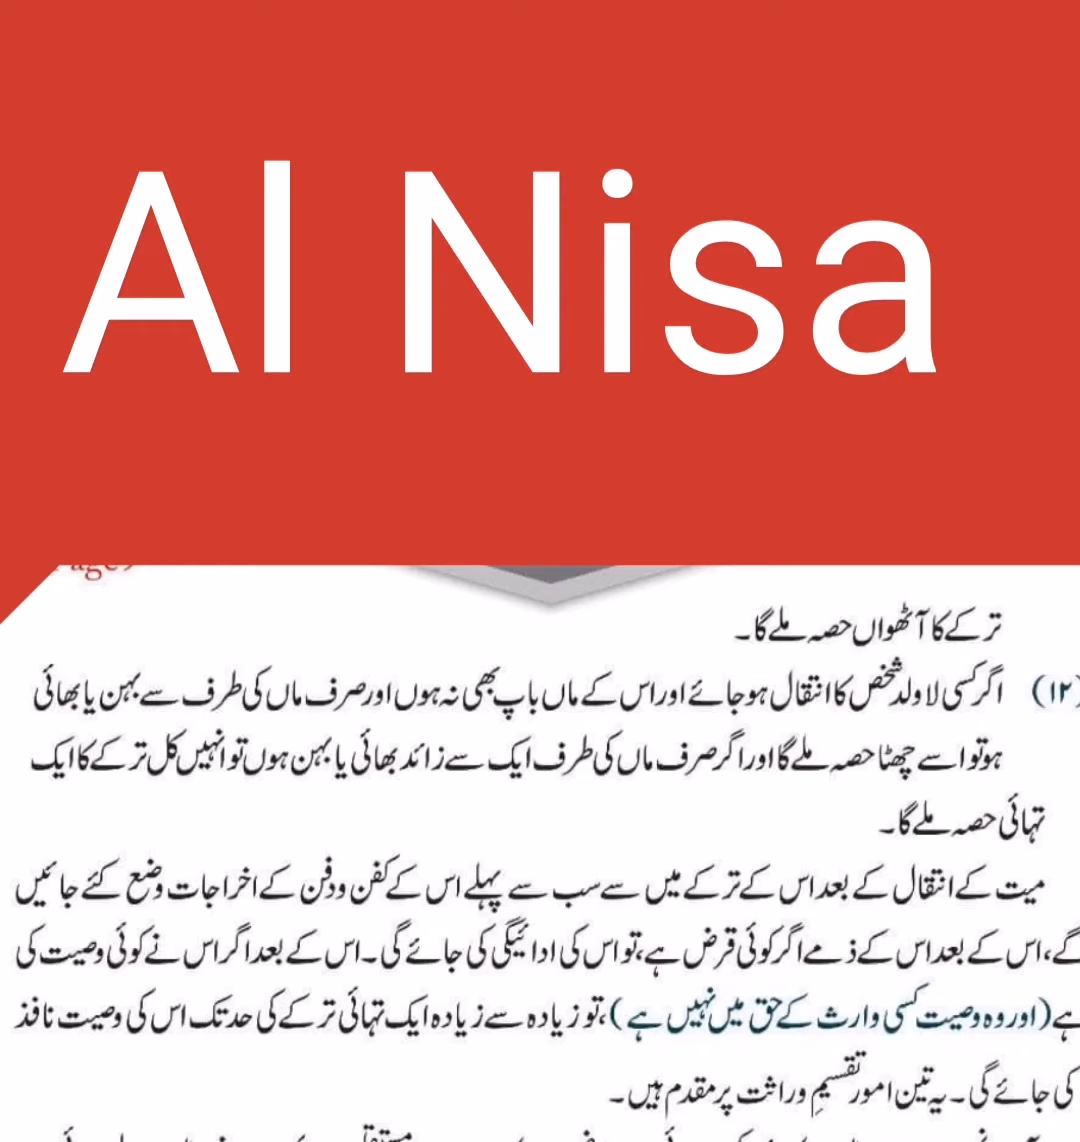 Al Nisa
ترکے کا آٹھواں حصہ ملے گا۔
(۱۲) اگر کسی لاولد شخص کا انتقال ہو جائے اور اس کے ماں باپ بھی نہ ہوں اور صرف ماں کی طرف سے بہن یا بھائی
ہو تو اسے چھٹا حصہ ملے گا اور اگر صرف ماں کی طرف ایک سے زائد بھائی یا بہن ہوں تو انہیں کل ترکے کا ایک
تہائی حصہ ملے گا۔
میت کے انتقال کے بعد اس کے ترکے میں سے سب سے پہلے اس کے کفن و دفن کے اخراجات وضع کئے جائیں
گے، اس کے بعد اس کے ذمے اگر کوئی قرض ہے، تو اس کی ادائیگی کی جائے گی۔ اس کے بعد اگر اس نے کوئی وصیت کی
ہے (اور وہ وصیت کسی وارث کے حق میں نہیں ہے)، تو زیادہ سے زیادہ ایک تہائی ترکے کی حد تک اس کی وصیت نافذ
کی جائے گی۔ یہ تین امور تقسیمِ وراثت پر مقدم ہیں۔